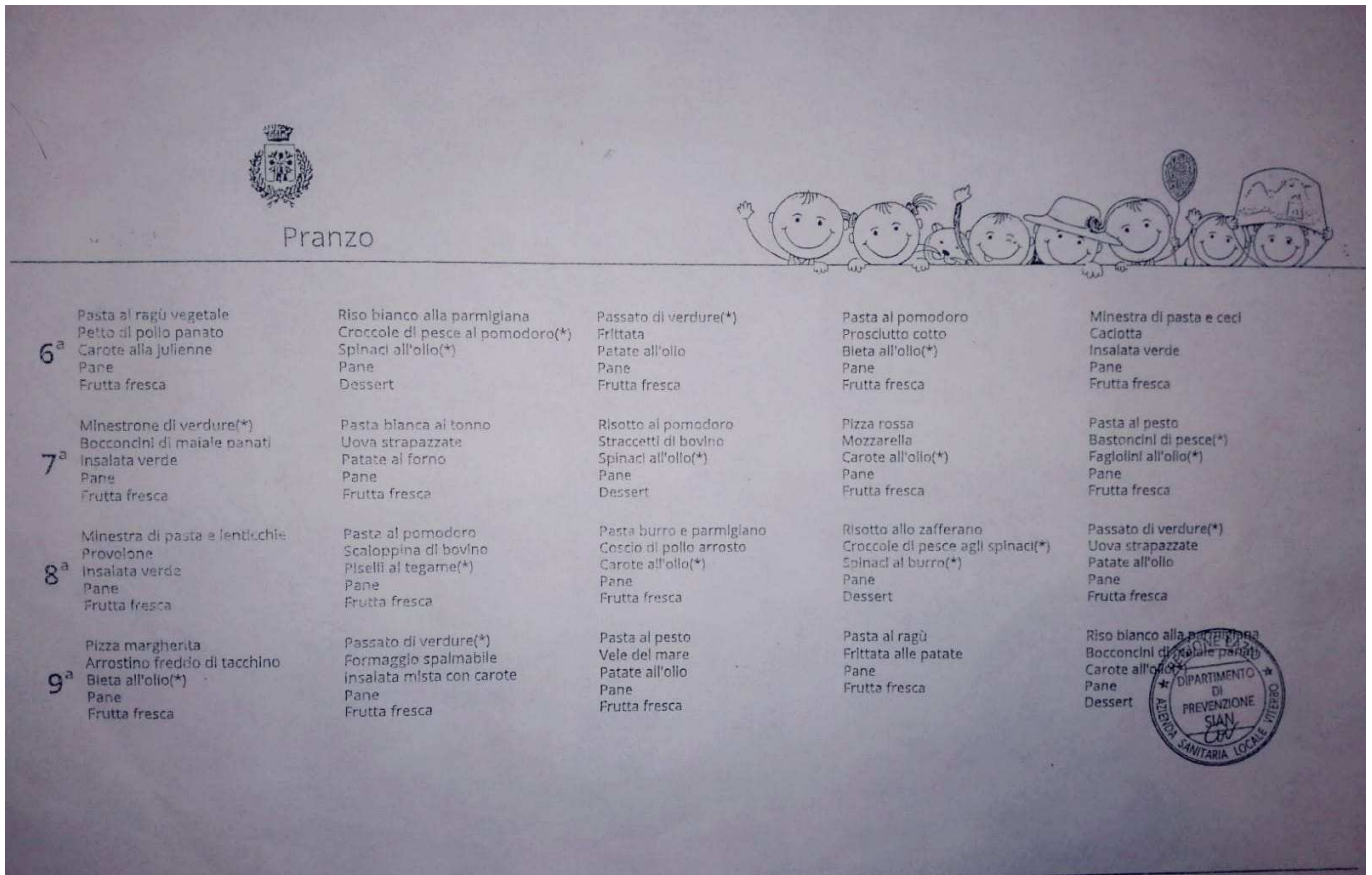 Pranzo
6ª
Pasta al ragù vegetale
Petto di pollo panato
Carote alla julienne
Pane
Frutta fresca
Riso bianco alla parmigiana
Croccole di pesce al pomodoro(*)
Spinaci all'olio(*)
Pane
Dessert
Passato di verdure(*)
Frittata
Patate all'olio
Pane
Frutta fresca
Pasta al pomodoro
Prosciutto cotto
Bieta all'olio(*)
Pane
Frutta fresca
Minestra di pasta e ceci
Caciotta
Insalata verde
Pane
Frutta fresca
7ª
Minestrone di verdure(*)
Bocconcini di maiale panati
Insalata verde
Pane
Frutta fresca
Pasta bianca al tonno
Uova strapazzate
Patate al forno
Pane
Frutta fresca
Risotto al pomodoro
Straccetti di bovino
Spinaci all'olio(*)
Pane
Dessert
Pizza rossa
Mozzarella
Carote all'olio(*)
Pane
Frutta fresca
Pasta al pesto
Bastoncini di pesce(*)
Fagiolini all'olio(*)
Pane
Frutta fresca
8ª
Minestra di pasta e lenticchie
Provolone
Insalata verde
Pane
Frutta fresca
Pasta al pomodoro
Scaloppina di bovino
Piselli al tegame(*)
Pane
Frutta fresca
Pasta burro e parmigiano
Coscio di pollo arrosto
Carote all'olio(*)
Pane
Frutta fresca
Risotto allo zafferano
Croccole di pesce agli spinaci(*)
Spinaci al burro(*)
Pane
Dessert
Passato di verdure(*)
Uova strapazzate
Patate all'olio
Pane
Frutta fresca
9ª
Pizza margherita
Arrostino freddo di tacchino
Bieta all'olio(*)
Pane
Frutta fresca
Passato di verdure(*)
Formaggio spalmabile
insalata mista con carote
Pane
Frutta fresca
Pasta al pesto
Vele del mare
Patate all'olio
Pane
Frutta fresca
Pasta al ragù
Frittata alle patate
Pane
Frutta fresca
Riso bianco alla parmigiana
Bocconcini di maiale panati
Carote all'olio(*)
Pane
Dessert
REGIONE LAZIO
DIPARTIMENTO
DI
PREVENZIONE
SIAN
AZIENDA SANITARIA LOCALE VITERBO